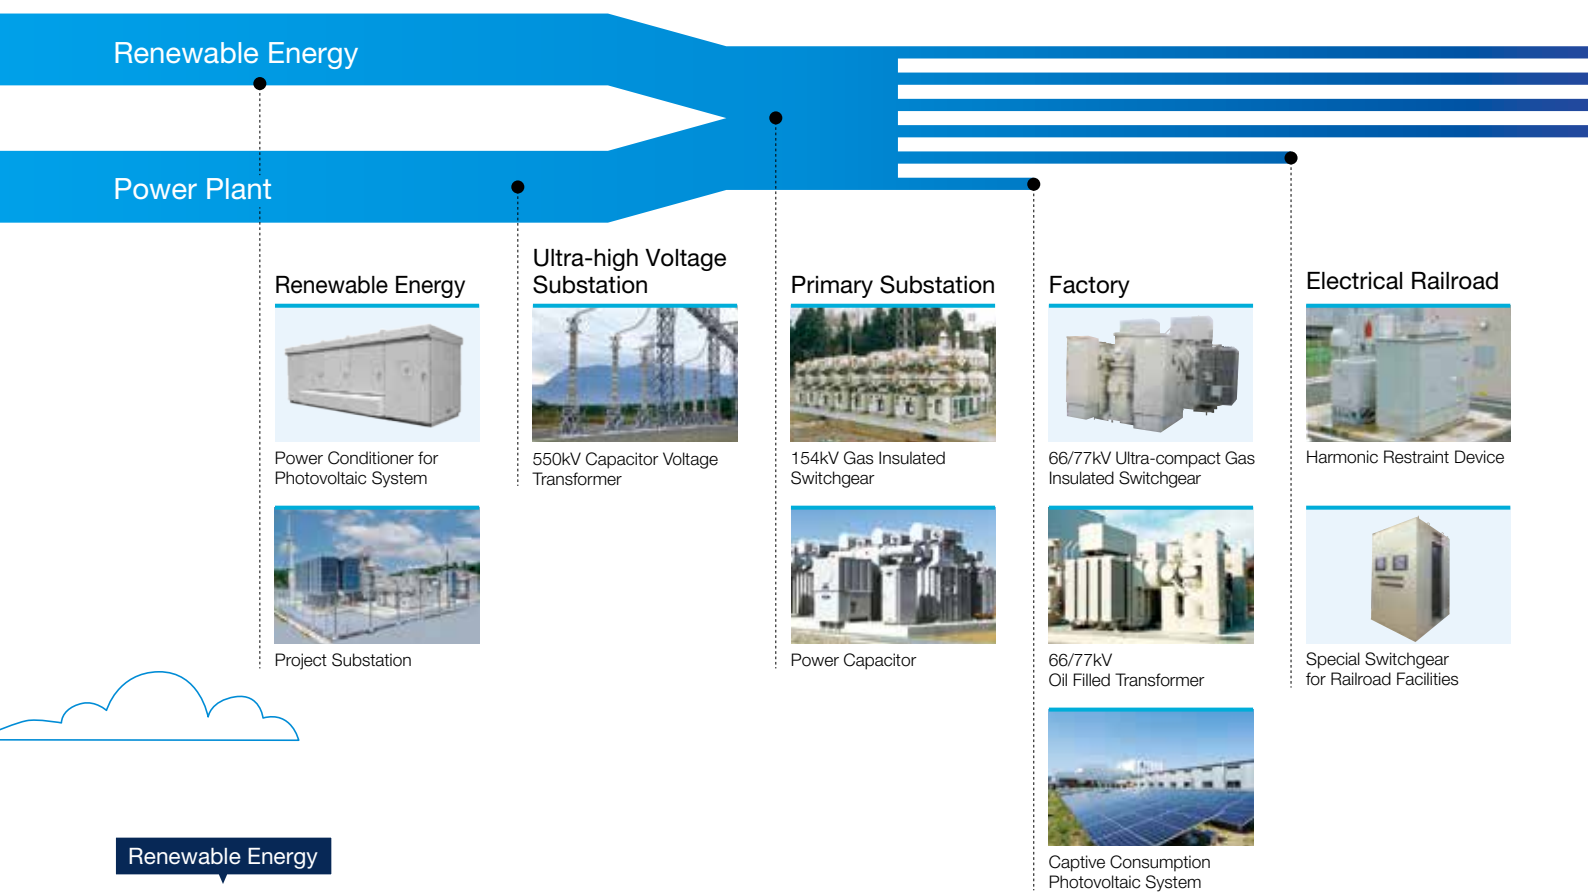 Renewable Energy
Power Plant
Renewable Energy
Power Conditioner for
Photovoltaic System
Project Substation
Ultra-high Voltage
Substation
550kV Capacitor Voltage
Transformer
Primary Substation
154kV Gas Insulated
Switchgear
Power Capacitor
Factory
66/77kV Ultra-compact Gas
Insulated Switchgear
66/77kV
Oil Filled Transformer
Captive Consumption
Photovoltaic System
Electrical Railroad
Harmonic Restraint Device
Special Switchgear
for Railroad Facilities
Renewable Energy